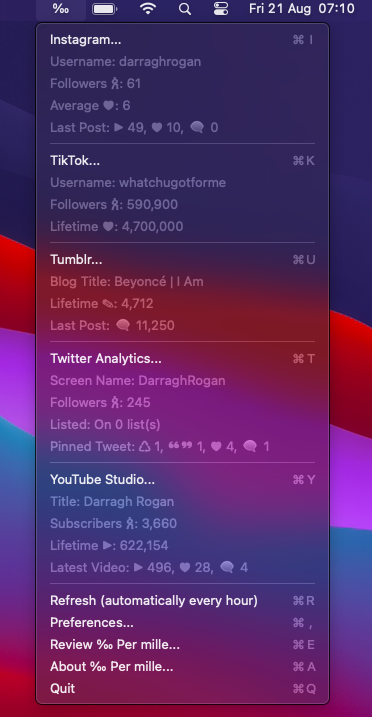 ‰ Fri 21 Aug 07:10
Instagram... ⌘ I
Username: darraghrogan
Followers 🚶: 61
Average ♥: 6
Last Post: ▶ 49, ♥ 10, 🗨 0
TikTok... ⌘K
Username: whatchugotforme
Followers 🚶: 590,900
Lifetime ♥: 4,700,000
Tumblr... ⌘U
Blog Title: Beyoncé | I Am
Lifetime ✎: 4,712
Last Post: 🗨 11,250
Twitter Analytics... ⌘T
Screen Name: DarraghRogan
Followers 🚶: 245
Listed: On 0 list(s)
Pinned Tweet: ♺ 1, ❝❞ 1, ♥ 4, 🗨 1
YouTube Studio... ⌘Y
Title: Darragh Rogan
Subscribers 🚶: 3,660
Lifetime ▶: 622,154
Latest Video: ▶ 496, ♥ 28, 🗨 4
Refresh (automatically every hour) ⌘R
Preferences... ⌘ ,
Review ‰ Per mille... ⌘E
About ‰ Per mille... ⌘A
Quit ⌘Q